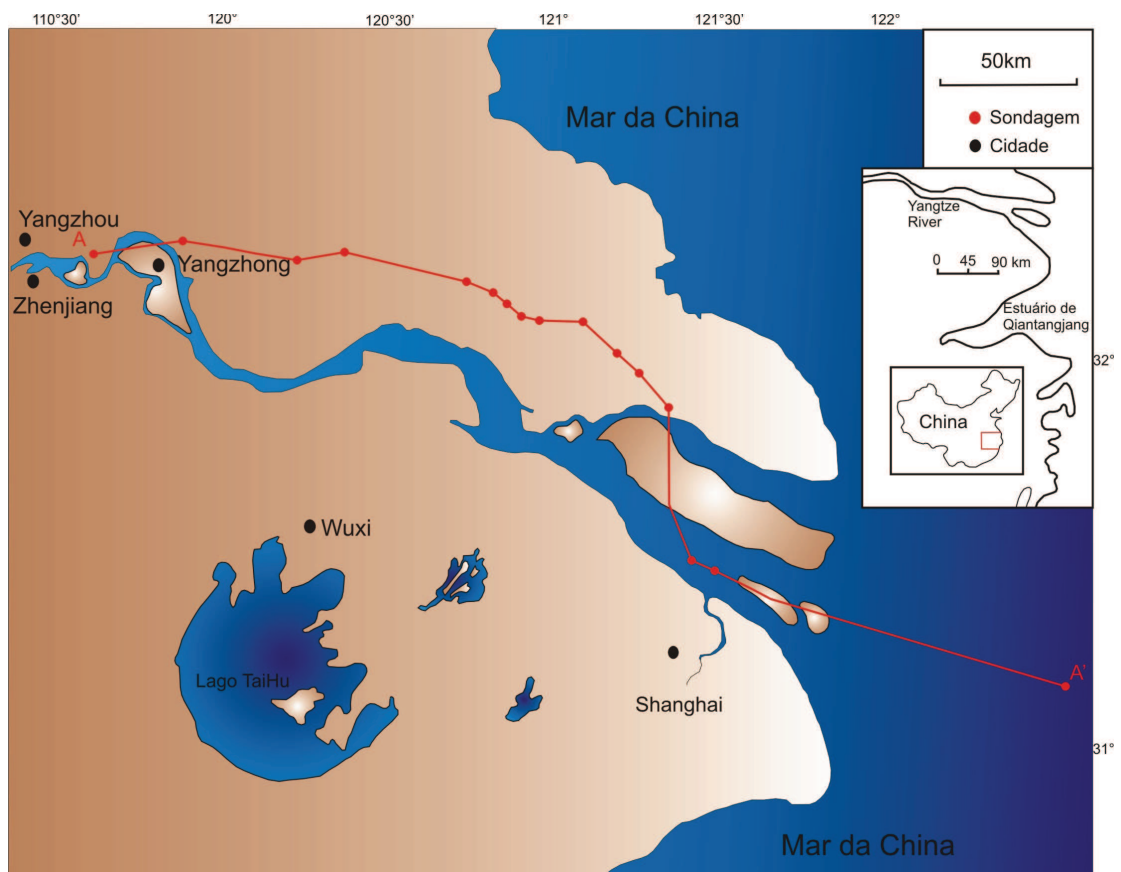 110°30' 120° 120°30' 121° 121°30' 122°
50km
Sondagem
Cidade
Mar da China
Yangtze
River
0 45 90 km
Estuário de
Qiantangjang
China
Yangzhou
A
Yangzhong
Zhenjiang
32°
Wuxi
Lago TaiHu
Shanghai
A'
31°
Mar da China